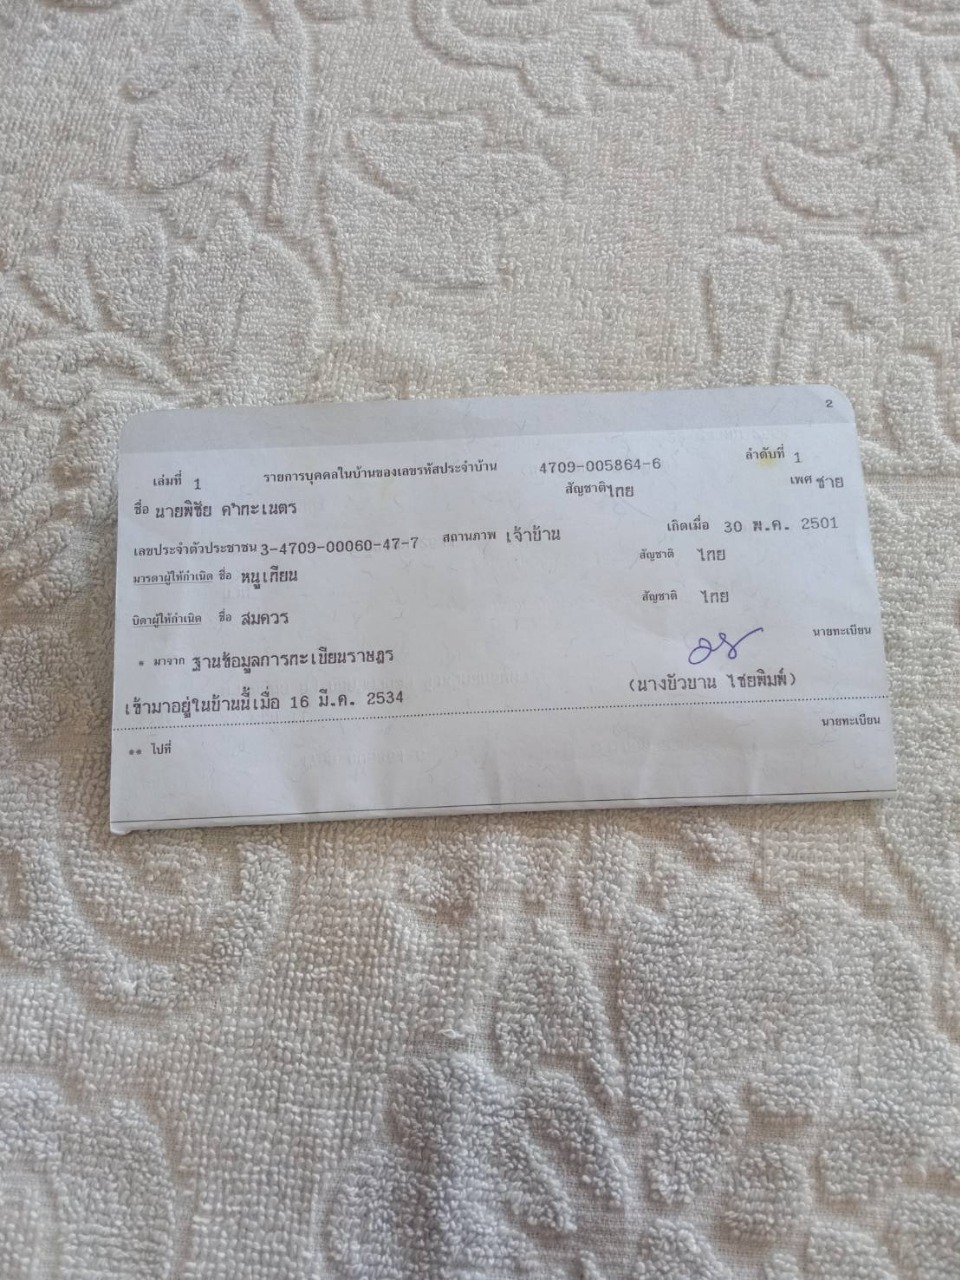 2
เล่มที่ 1 รายการบุคคลในบ้านของเลขรหัสประจำบ้าน 4709-005864-6 ลำดับที่ 1
ชื่อ นายพิชัย คำทะเนตร สัญชาติไทย เพศ ชาย
เลขประจำตัวประชาชน 3-4709-00060-47-7 สถานภาพ เจ้าบ้าน เกิดเมื่อ 30 พ.ค. 2501
มารดาผู้ให้กำเนิด ชื่อ หนูเทียน สัญชาติ ไทย
บิดาผู้ให้กำเนิด ชื่อ สมควร สัญชาติ ไทย
* มาจาก ฐานข้อมูลการทะเบียนราษฎร นายทะเบียน
เข้ามาอยู่ในบ้านนี้เมื่อ 16 มี.ค. 2534 (นางบัวบาน ไชยพิมพ์)
** ไปที่ นายทะเบียน